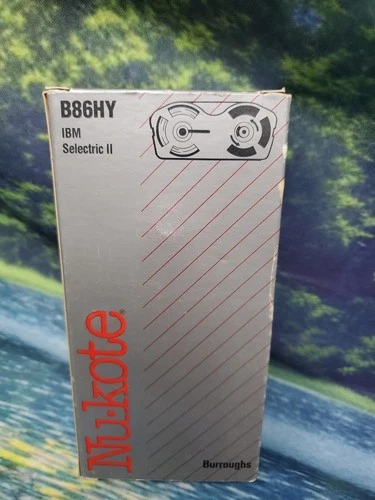 B86HY
IBM
Selectric II
Nu-kote®
Burroughs